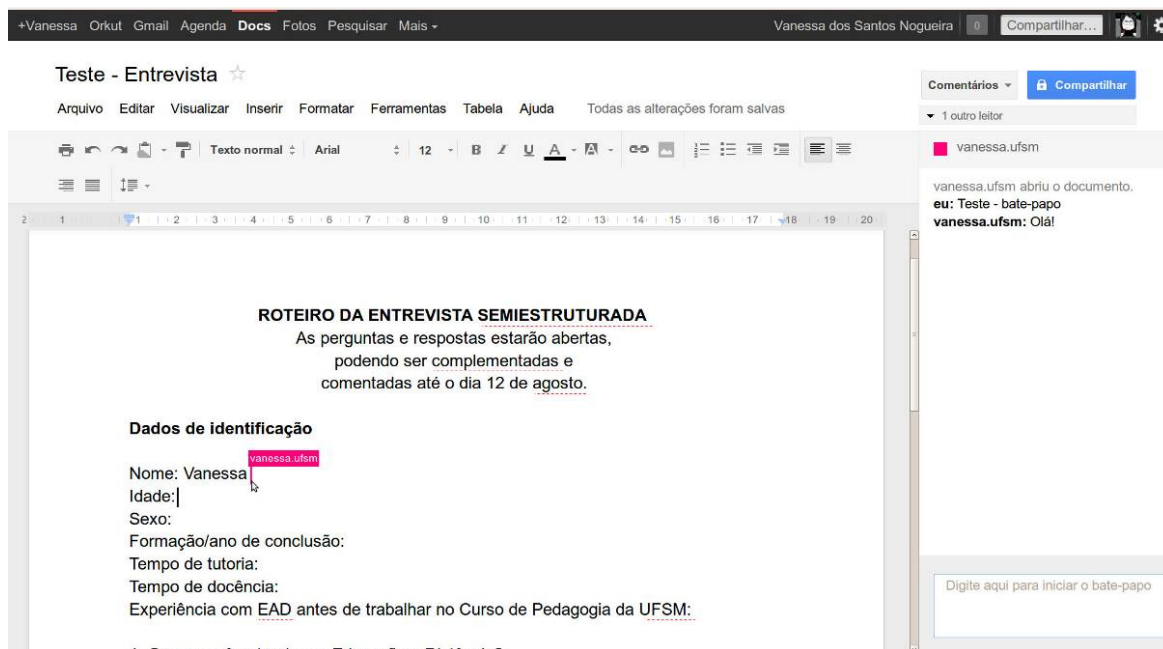 +Vanessa Orkut Gmail Agenda Docs Fotos Pesquisar Mais
Vanessa dos Santos Nogueira 0 Compartilhar...
Teste - Entrevista
Comentários Compartilhar
Arquivo Editar Visualizar Inserir Formatar Ferramentas Tabela Ajuda Todas as alterações foram salvas
1 outro leitor
Texto normal Arial 12 B I U A A
vanessa.ufsm
vanessa.ufsm abriu o documento.
eu: Teste - bate-papo
vanessa.ufsm: Olá!
2 1 1 2 3 4 5 6 7 8 9 10 11 12 13 14 15 16 17 18 19 20
ROTEIRO DA ENTREVISTA SEMIESTRUTURADA
As perguntas e respostas estarão abertas,
podendo ser complementadas e
comentadas até o dia 12 de agosto.
Dados de identificação
vanessa.ufsm
Nome: Vanessa
Idade:
Sexo:
Formação/ano de conclusão:
Tempo de tutoria:
Tempo de docência:
Experiência com EAD antes de trabalhar no Curso de Pedagogia da UFSM:
Digite aqui para iniciar o bate-papo